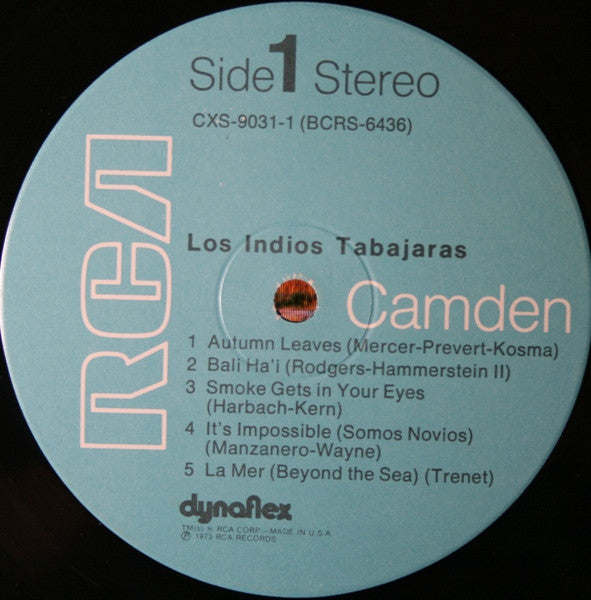 Side 1 Stereo
CXS-9031-1 (BCRS-6436)
RCA
Los Indios Tabajaras
Camden
1 Autumn Leaves (Mercer-Prevert-Kosma)
2 Bali Ha'i (Rodgers-Hammerstein II)
3 Smoke Gets in Your Eyes
(Harbach-Kern)
4 It's Impossible (Somos Novios)
(Manzanero-Wayne)
5 La Mer (Beyond the Sea) (Trenet)
dynaflex
TM(s) ® RCA CORP.—MADE IN U.S.A.
℗ 1973 RCA RECORDS